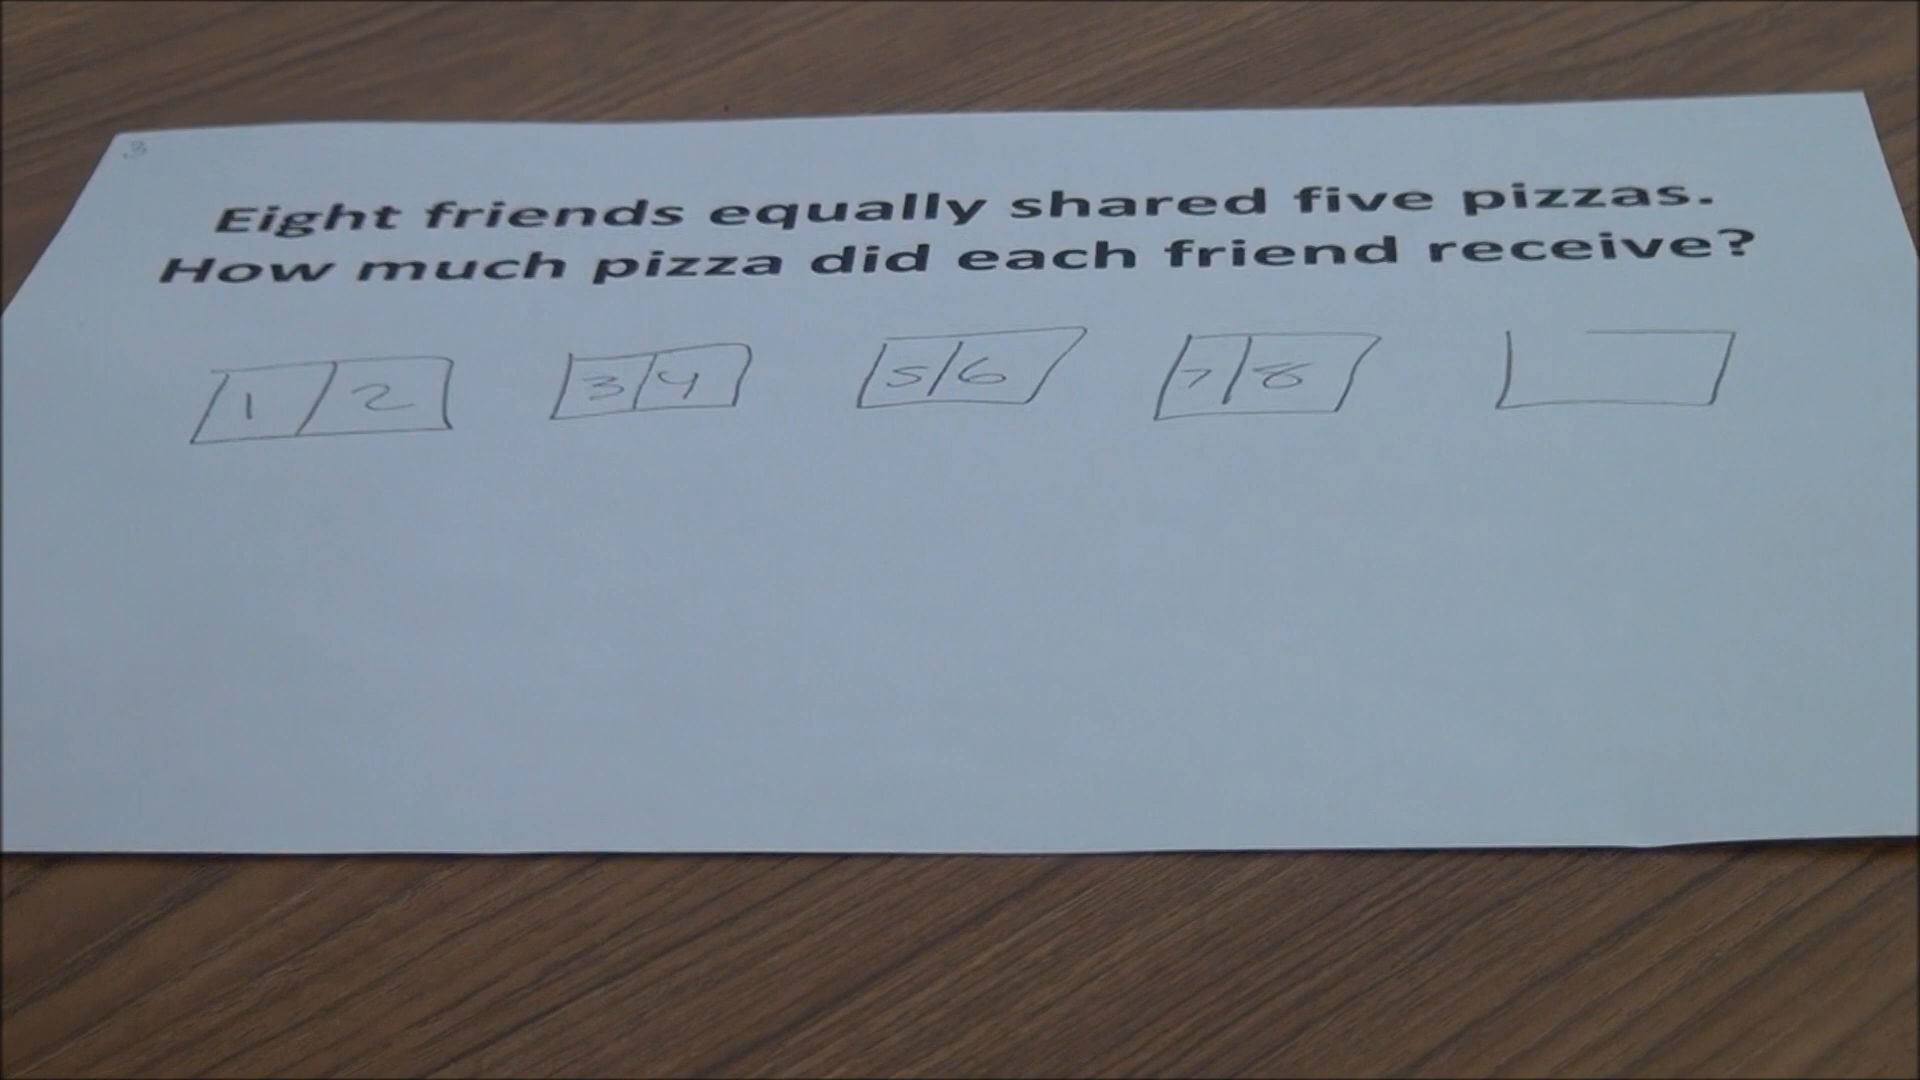 3
Eight friends equally shared five pizzas.
How much pizza did each friend receive?
1 2 3 4 5 6 7 8